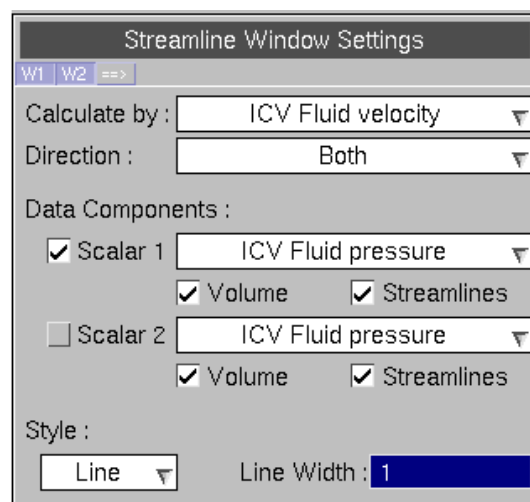 Streamline Window Settings
W1 W2 ==>
Calculate by : ICV Fluid velocity
Direction : Both
Data Components :
Scalar 1 ICV Fluid pressure
Volume Streamlines
Scalar 2 ICV Fluid pressure
Volume Streamlines
Style :
Line Line Width : 1